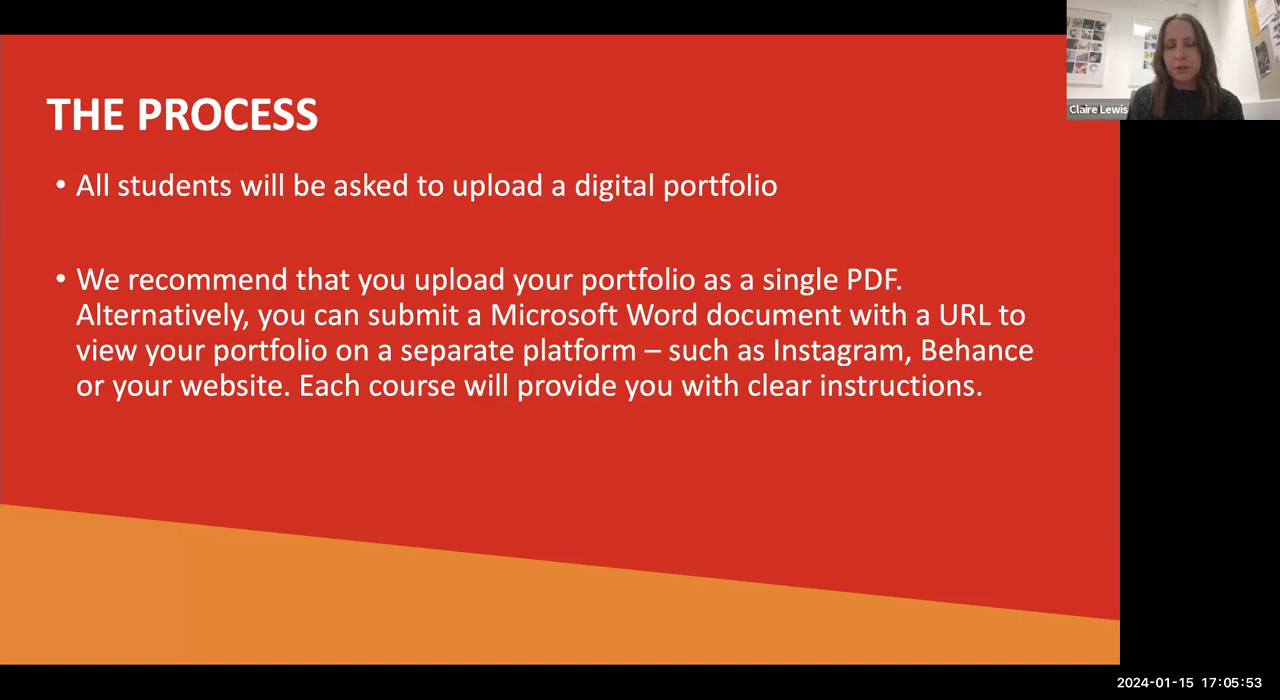 THE PROCESS
• All students will be asked to upload a digital portfolio
• We recommend that you upload your portfolio as a single PDF.
Alternatively, you can submit a Microsoft Word document with a URL to
view your portfolio on a separate platform – such as Instagram, Behance
or your website. Each course will provide you with clear instructions.
Claire Lewis
2024-01-15 17:05:53